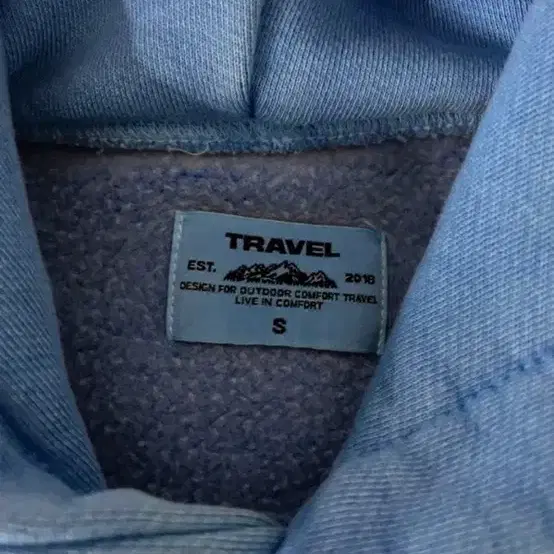 TRAVEL
EST. 2018
DESIGN FOR OUTDOOR COMFORT TRAVEL
LIVE IN COMFORT
S